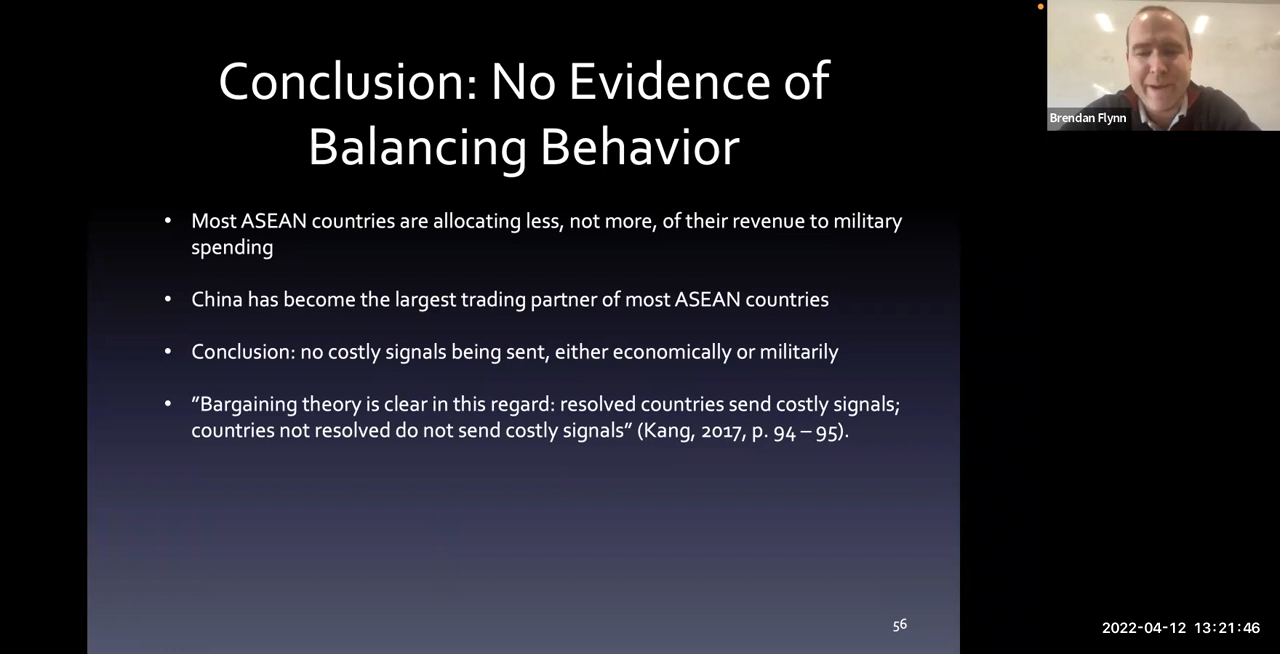 Conclusion: No Evidence of
Balancing Behavior
• Most ASEAN countries are allocating less, not more, of their revenue to military
spending
• China has become the largest trading partner of most ASEAN countries
• Conclusion: no costly signals being sent, either economically or militarily
• ”Bargaining theory is clear in this regard: resolved countries send costly signals;
countries not resolved do not send costly signals” (Kang, 2017, p. 94 – 95).
56
Brendan Flynn
2022-04-12 13:21:46